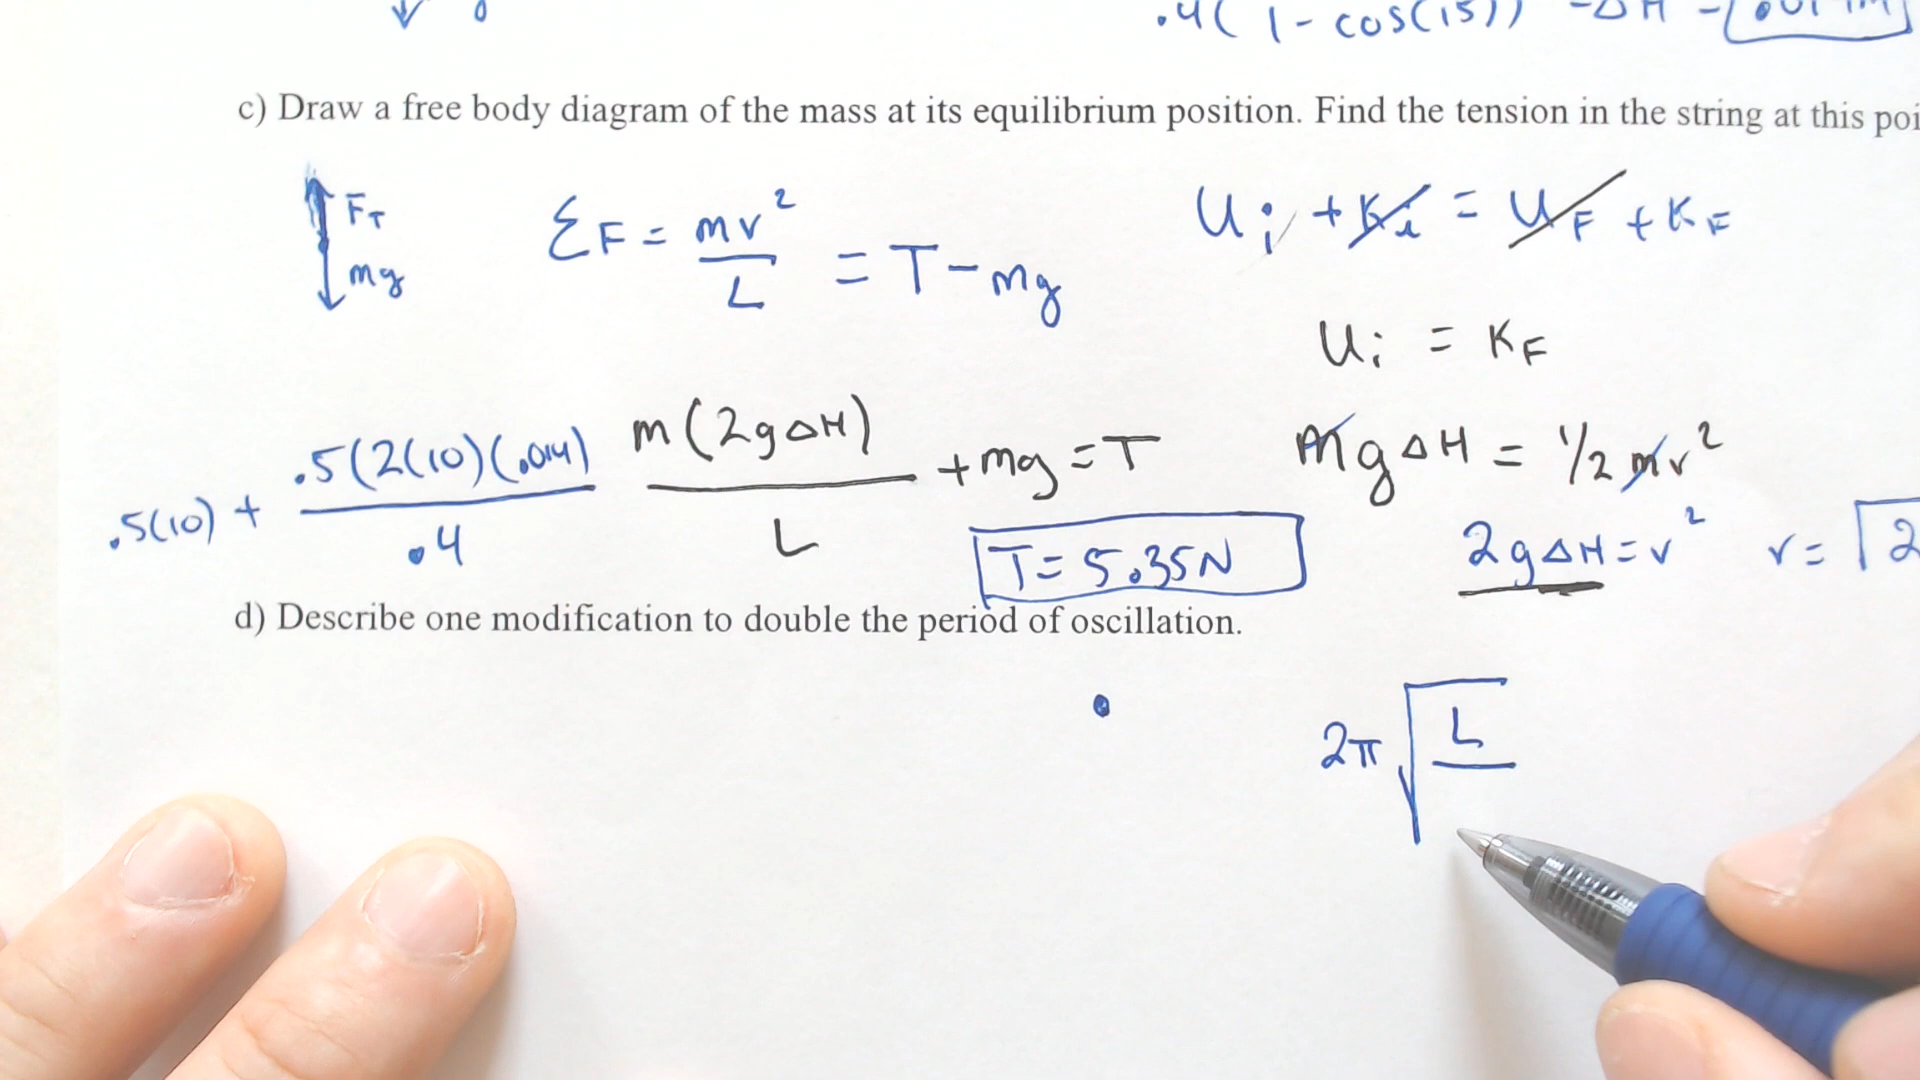 .4(1-cos(15))
c) Draw a free body diagram of the mass at its equilibrium position. Find the tension in the string at this poi
F_T
mg
ΣF = mv²/L = T - mg
U_i + K_i = U_F + K_F
U_i = K_F
.5(10) + .5(2(10)(.014)/.4
m(2gΔH)/L + mg = T
mgΔH = 1/2 mv²
T = 5.35N
2gΔH = v²
v = √2
d) Describe one modification to double the period of oscillation.
2π√L